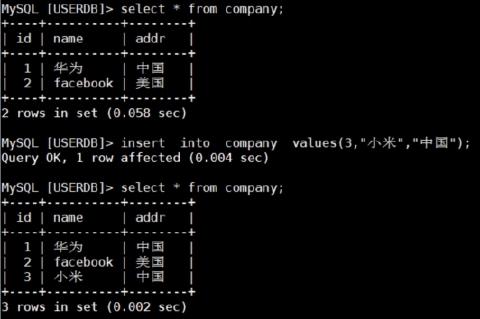 MySQL [USERDB]> select * from company;
+----+----------+--------+
| id | name     | addr   |
+----+----------+--------+
|  1 | 华为     | 中国   |
|  2 | facebook | 美国   |
+----+----------+--------+
2 rows in set (0.058 sec)
MySQL [USERDB]> insert  into  company  values(3,"小米","中国");
Query OK, 1 row affected (0.004 sec)
MySQL [USERDB]> select * from company;
+----+----------+--------+
| id | name     | addr   |
+----+----------+--------+
|  1 | 华为     | 中国   |
|  2 | facebook | 美国   |
|  3 | 小米     | 中国   |
+----+----------+--------+
3 rows in set (0.002 sec)